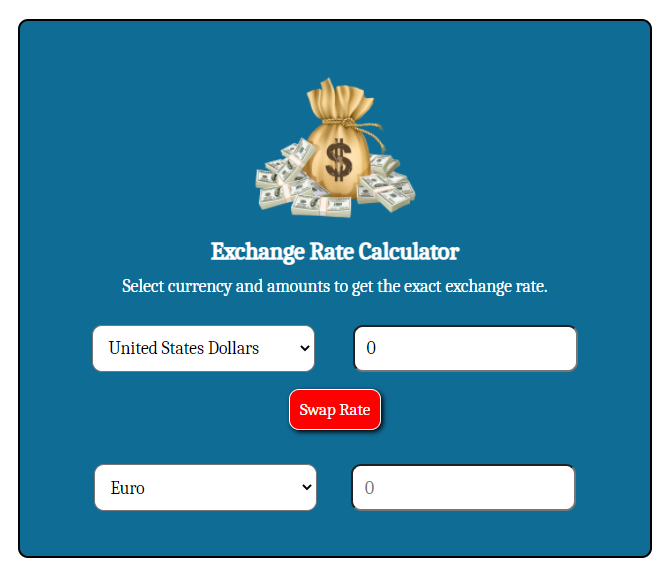 $
Exchange Rate Calculator
Select currency and amounts to get the exact exchange rate.
United States Dollars 0
Swap Rate
Euro 0